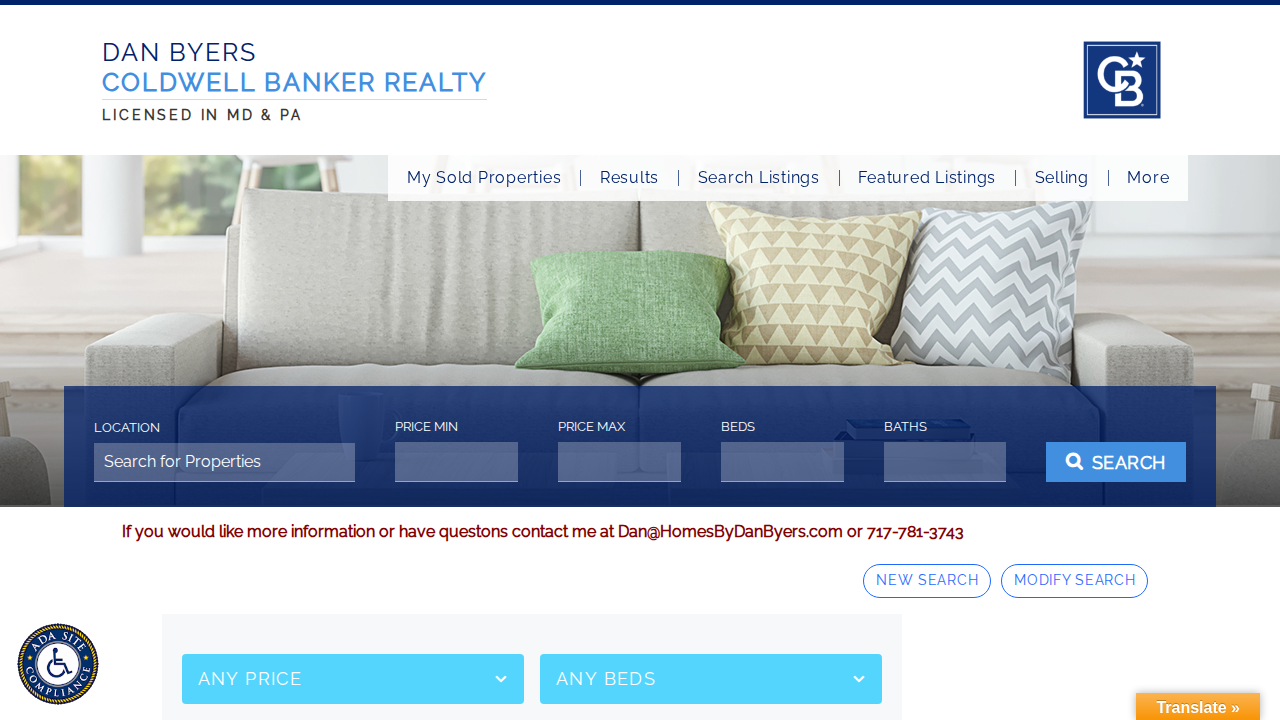 DAN BYERS
COLDWELL BANKER REALTY
LICENSED IN MD & PA
CB
My Sold Properties
Results
Search Listings
Featured Listings
Selling
More
LOCATION
PRICE MIN
PRICE MAX
BEDS
BATHS
Search for Properties
SEARCH
If you would like more information or have questons contact me at Dan@HomesByDanByers.com or 717-781-3743
NEW SEARCH
MODIFY SEARCH
ADA SITE
COMPLIANCE
ANY PRICE
ANY BEDS
Translate »